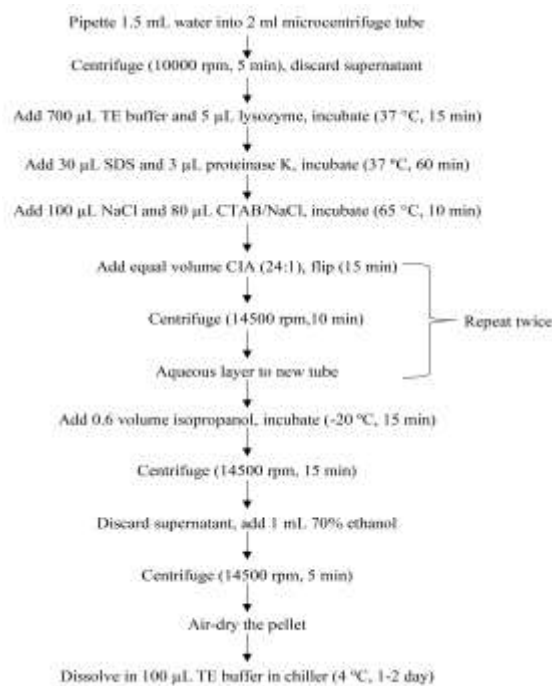 Pipette 1.5 mL water into 2 ml microcentrifuge tube
Centrifuge (10000 rpm, 5 min), discard supernatant
Add 700 µL TE buffer and 5 µL lysozyme, incubate (37 °C, 15 min)
Add 30 µL SDS and 3 µL proteinase K, incubate (37 °C, 60 min)
Add 100 µL NaCl and 80 µL CTAB/NaCl, incubate (65 °C, 10 min)
Add equal volume CIA (24:1), flip (15 min)
Centrifuge (14500 rpm,10 min)
Repeat twice
Aqueous layer to new tube
Add 0.6 volume isopropanol, incubate (-20 °C, 15 min)
Centrifuge (14500 rpm, 15 min)
Discard supernatant, add 1 mL 70% ethanol
Centrifuge (14500 rpm, 5 min)
Air-dry the pellet
Dissolve in 100 µL TE buffer in chiller (4 °C, 1-2 day)